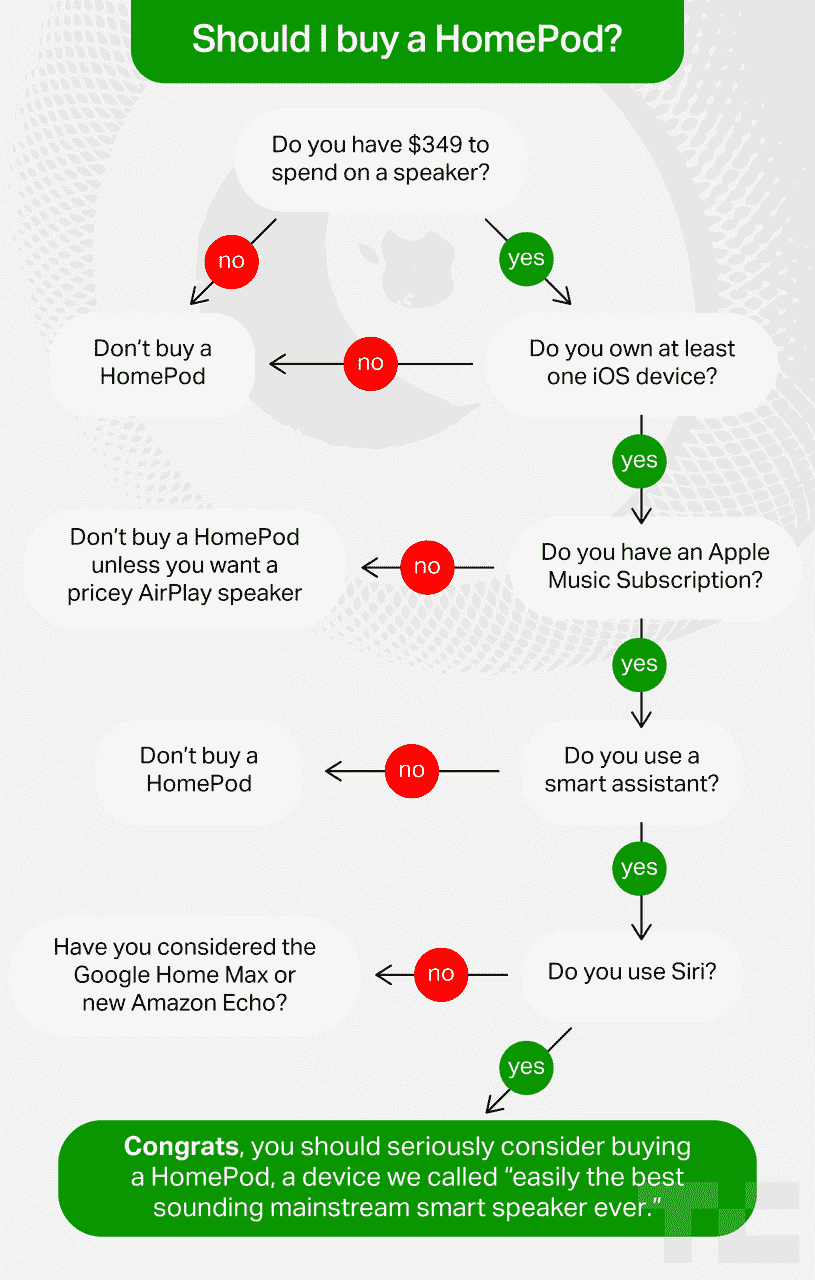 Should I buy a HomePod?
Do you have $349 to
spend on a speaker?
no
yes
Don't buy a
HomePod
no
Do you own at least
one iOS device?
yes
Don't buy a HomePod
unless you want a
pricey AirPlay speaker
no
Do you have an Apple
Music Subscription?
yes
Don't buy a
HomePod
no
Do you use a
smart assistant?
yes
Have you considered the
Google Home Max or
new Amazon Echo?
no
Do you use Siri?
yes
Congrats, you should seriously consider buying
a HomePod, a device we called “easily the best
sounding mainstream smart speaker ever.”
TC